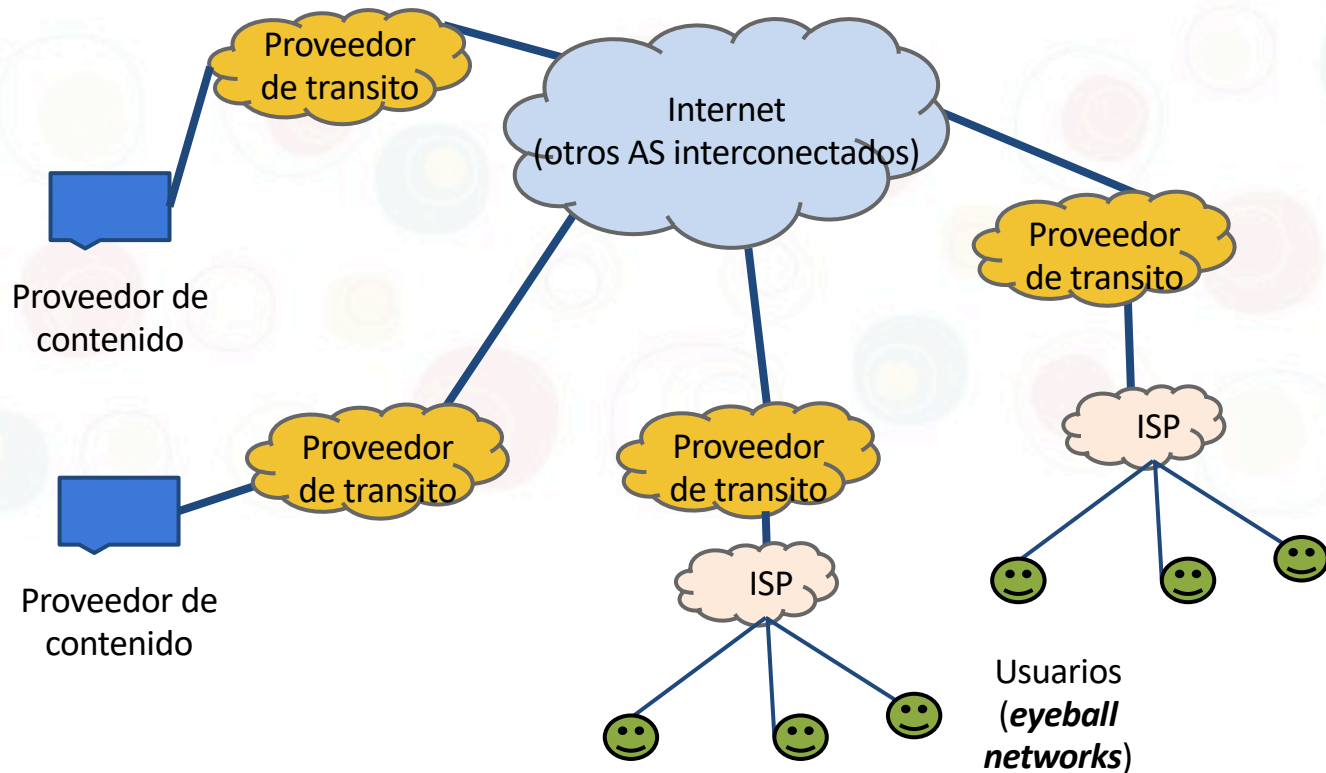 Proveedor
de transito
Internet
(otros AS interconectados)
Proveedor
de transito
Proveedor de
contenido
Proveedor
de transito
Proveedor
de transito
ISP
ISP
Proveedor de
contenido
Usuarios
(eyeball
networks)